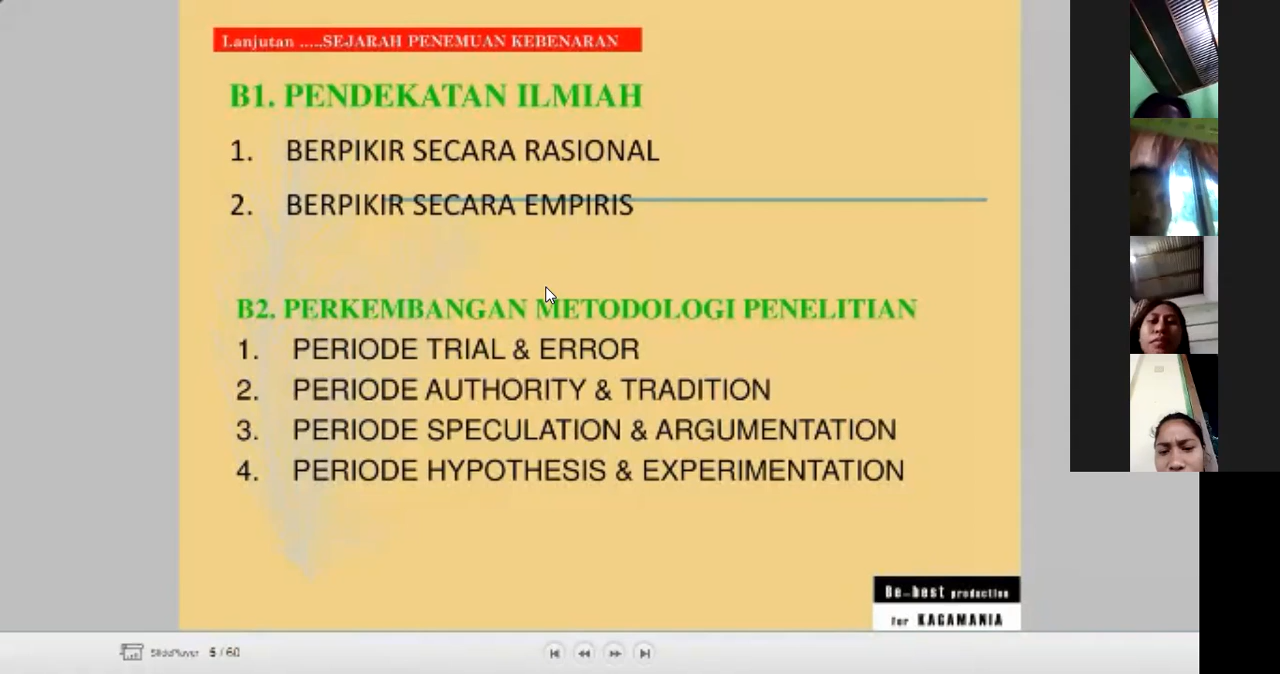 Lanjutan .....SEJARAH PENEMUAN KEBENARAN
B1. PENDEKATAN ILMIAH
1. BERPIKIR SECARA RASIONAL
2. BERPIKIR SECARA EMPIRIS
B2. PERKEMBANGAN METODOLOGI PENELITIAN
1. PERIODE TRIAL & ERROR
2. PERIODE AUTHORITY & TRADITION
3. PERIODE SPECULATION & ARGUMENTATION
4. PERIODE HYPOTHESIS & EXPERIMENTATION
Be-best production
for KAGAMANIA
SlidePlayer 5 / 60